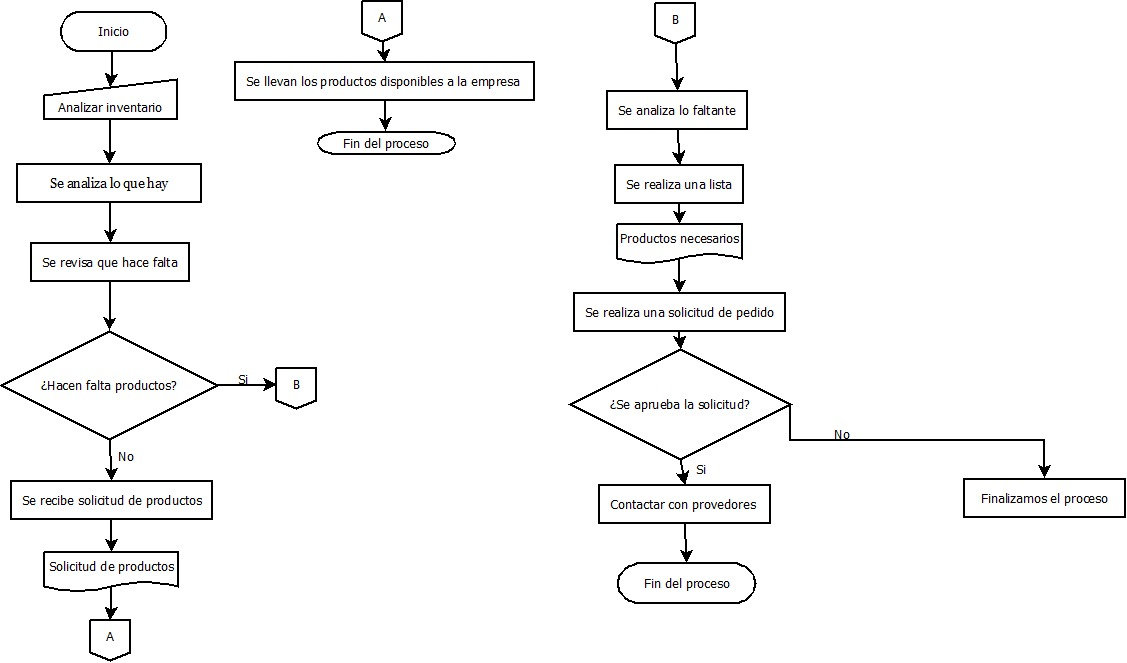 Inicio
Analizar inventario
Se analiza lo que hay
Se revisa que hace falta
¿Hacen falta productos?
Si
B
No
Se recibe solicitud de productos
Solicitud de productos
A
A
Se llevan los productos disponibles a la empresa
Fin del proceso
B
Se analiza lo faltante
Se realiza una lista
Productos necesarios
Se realiza una solicitud de pedido
¿Se aprueba la solicitud?
No
Si
Contactar con provedores
Finalizamos el proceso
Fin del proceso